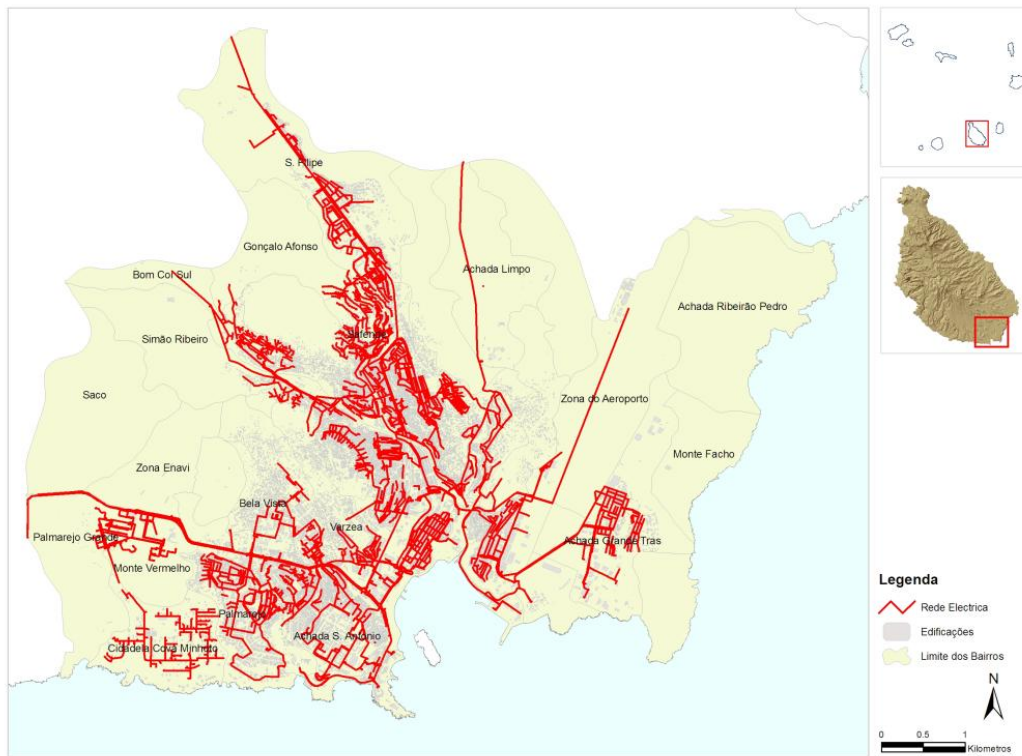 S. Filipe
Gonçalo Afonso
Bom Col Sul
Achada Limpo
Achada Ribeirão Pedro
Simão Ribeiro
Saco
Zona do Aeroporto
Monte Facho
Zona Enavi
Bela Vista
Varzea
Palmarejo Grande
Achada Grande Tras
Monte Vermelho
Palmarejo
Achada S. António
Cidadela Cova Minhoto
Legenda
Rede Electrica
Edificações
Limite dos Bairros
N
0 0.5 1
Kilometros